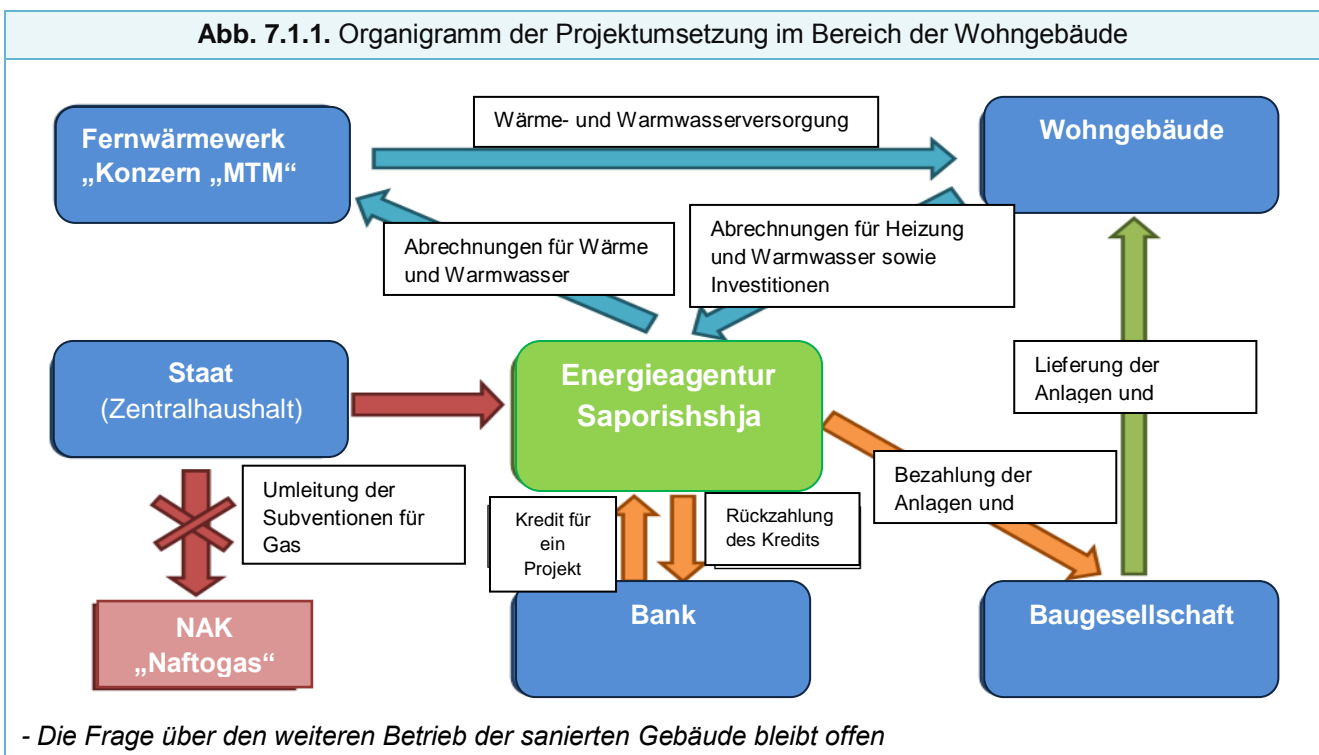 Abb. 7.1.1. Organigramm der Projektumsetzung im Bereich der Wohngebäude
Fernwärmewerk
„Konzern „MTM“
Wärme- und Warmwasserversorgung
Wohngebäude
Abrechnungen für Wärme
und Warmwasser
Abrechnungen für Heizung
und Warmwasser sowie
Investitionen
Staat
(Zentralhaushalt)
Energieagentur
Saporishshja
Lieferung der
Anlagen und
Umleitung der
Subventionen für
Gas
Kredit für
ein
Projekt
Rückzahlung
des Kredits
Bezahlung der
Anlagen und
NAK
„Naftogas“
Bank
Baugesellschaft
- Die Frage über den weiteren Betrieb der sanierten Gebäude bleibt offen